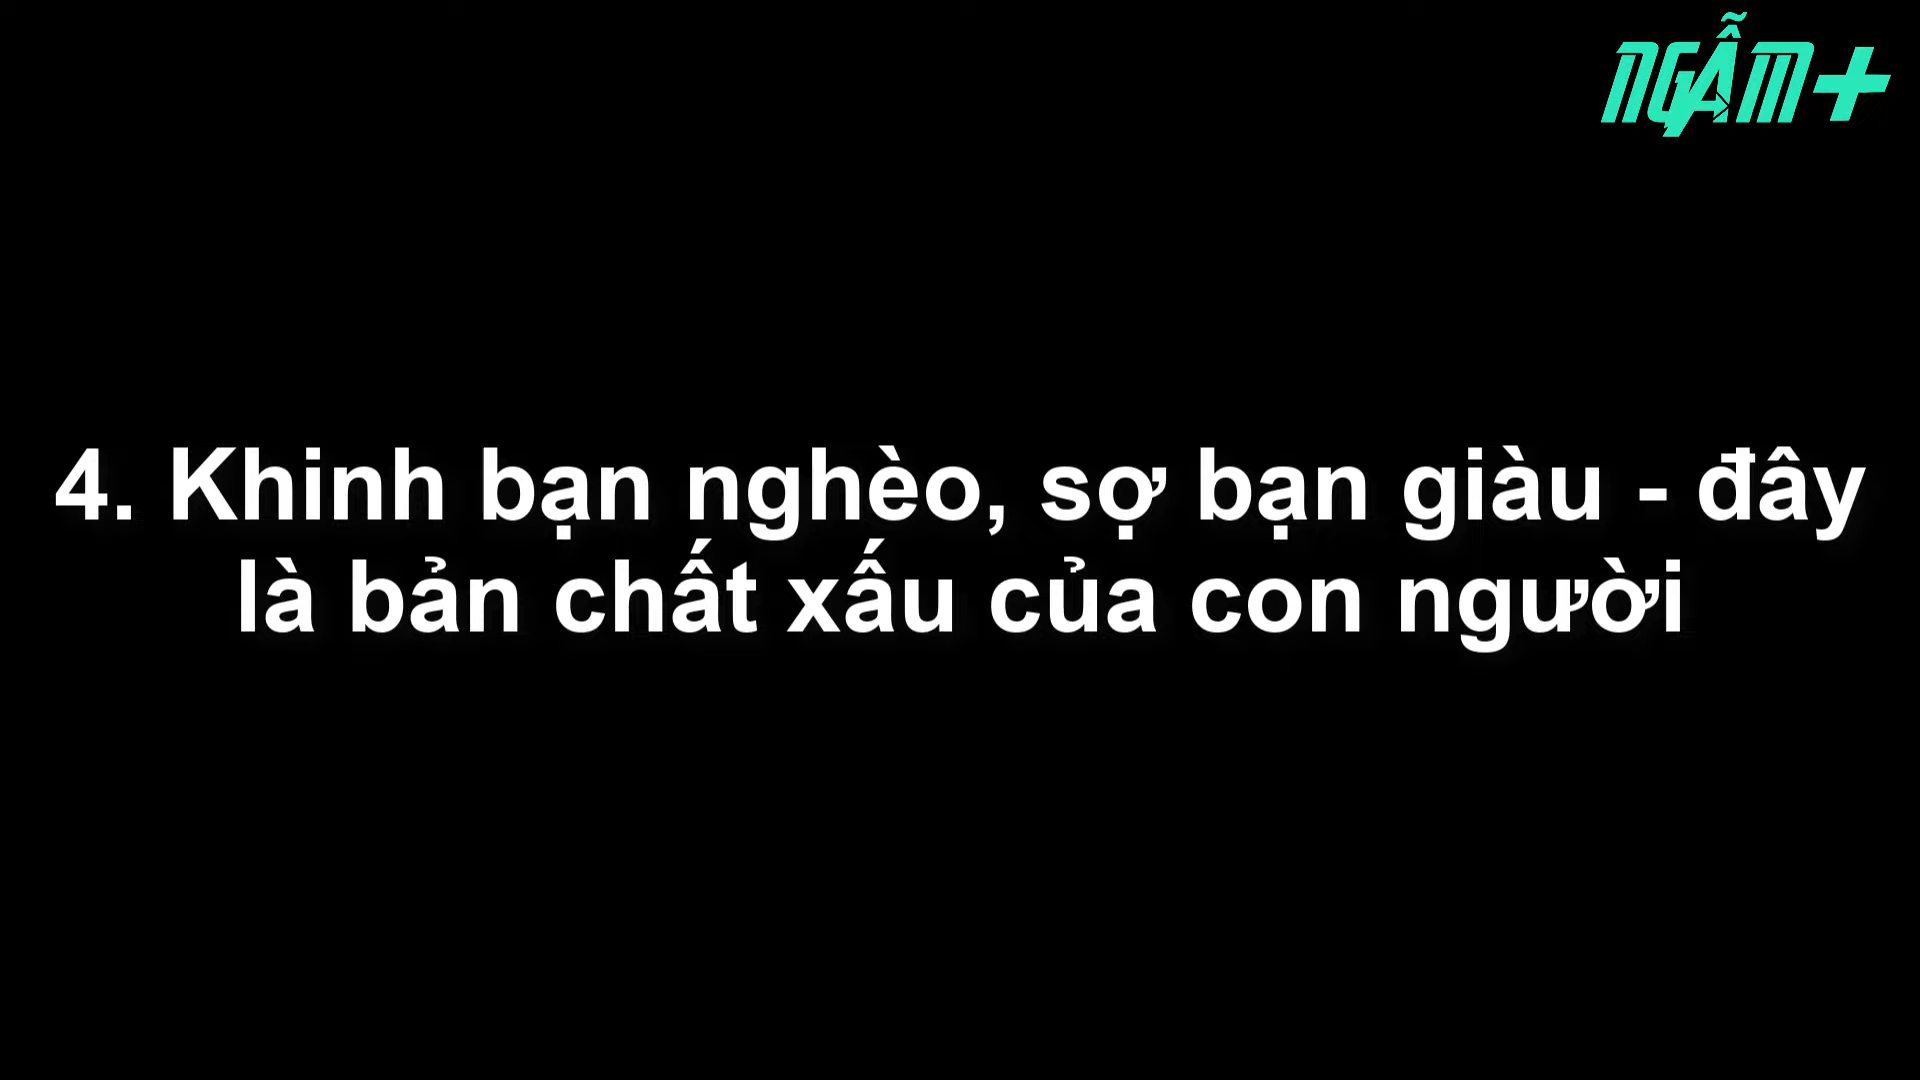 NGẪM+
4. Khinh bạn nghèo, sợ bạn giàu - đây
là bản chất xấu của con người